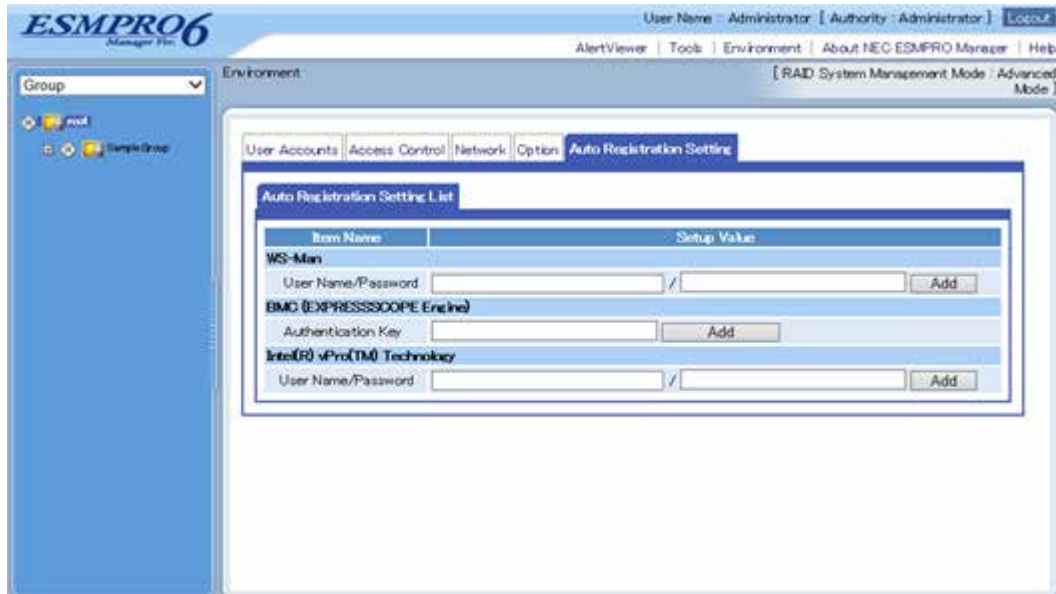 ESMPRO6
User Name : Administrator [ Authority : Administrator ] Logout
AlertViewer | Tools | Environment | About NEC ESMPRO Manager | Help
Group
Environment
[ RAID System Management Mode : Advanced Mode ]
root
SampleGroup
User Accounts Access Control Network Option Auto Registration Setting
Auto Registration Setting List
Item Name Setup Value
WS-Man
User Name/Password / Add
BMC (EXPRESSSCOPE Engine)
Authentication Key Add
Intel(R) vPro(TM) Technology
User Name/Password / Add